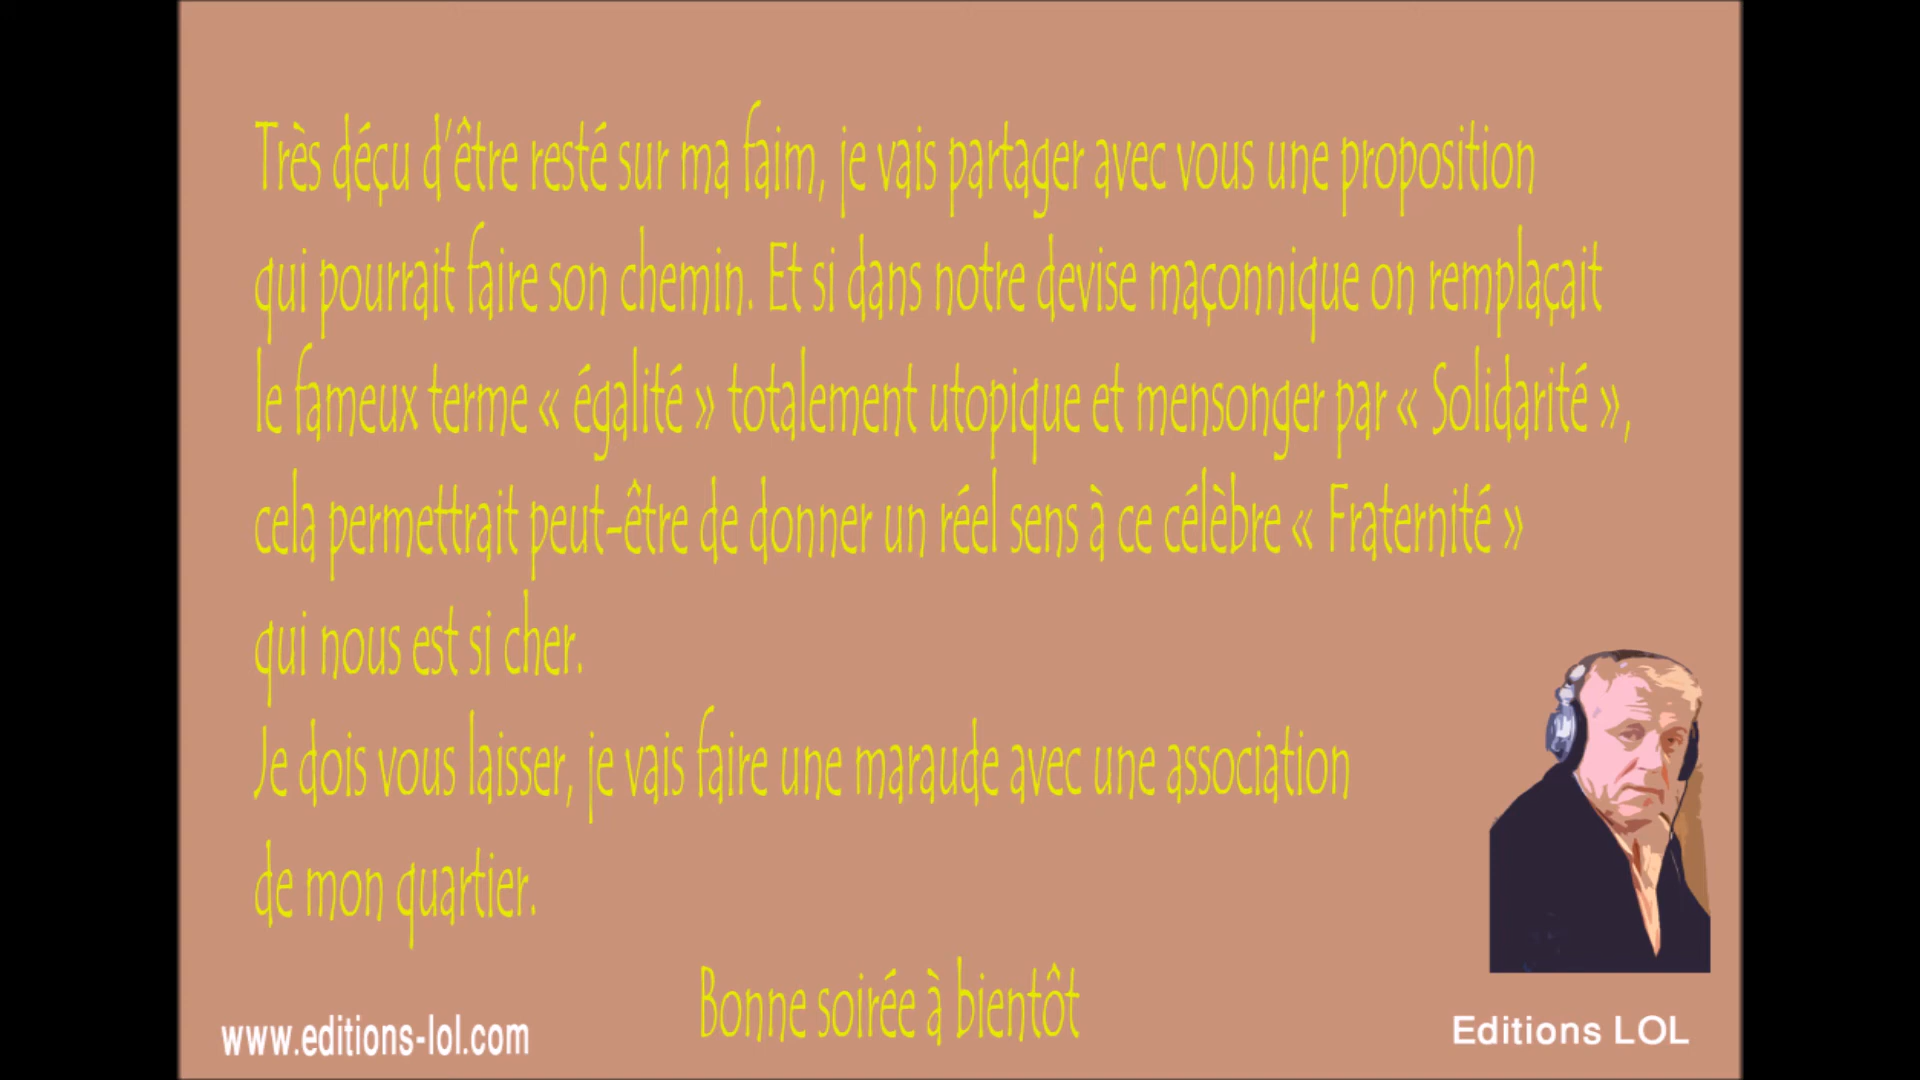 Très déçu d'être resté sur ma faim, je vais partager avec vous une proposition
qui pourrait faire son chemin. Et si dans notre devise maçonnique on remplaçait
le fameux terme « égalité » totalement utopique et mensonger par « Solidarité »,
cela permettrait peut-être de donner un réel sens à ce célèbre « Fraternité »
qui nous est si cher.
Je dois vous laisser, je vais faire une maraude avec une association
de mon quartier.
Bonne soirée à bientôt
www.editions-lol.com
Editions LOL